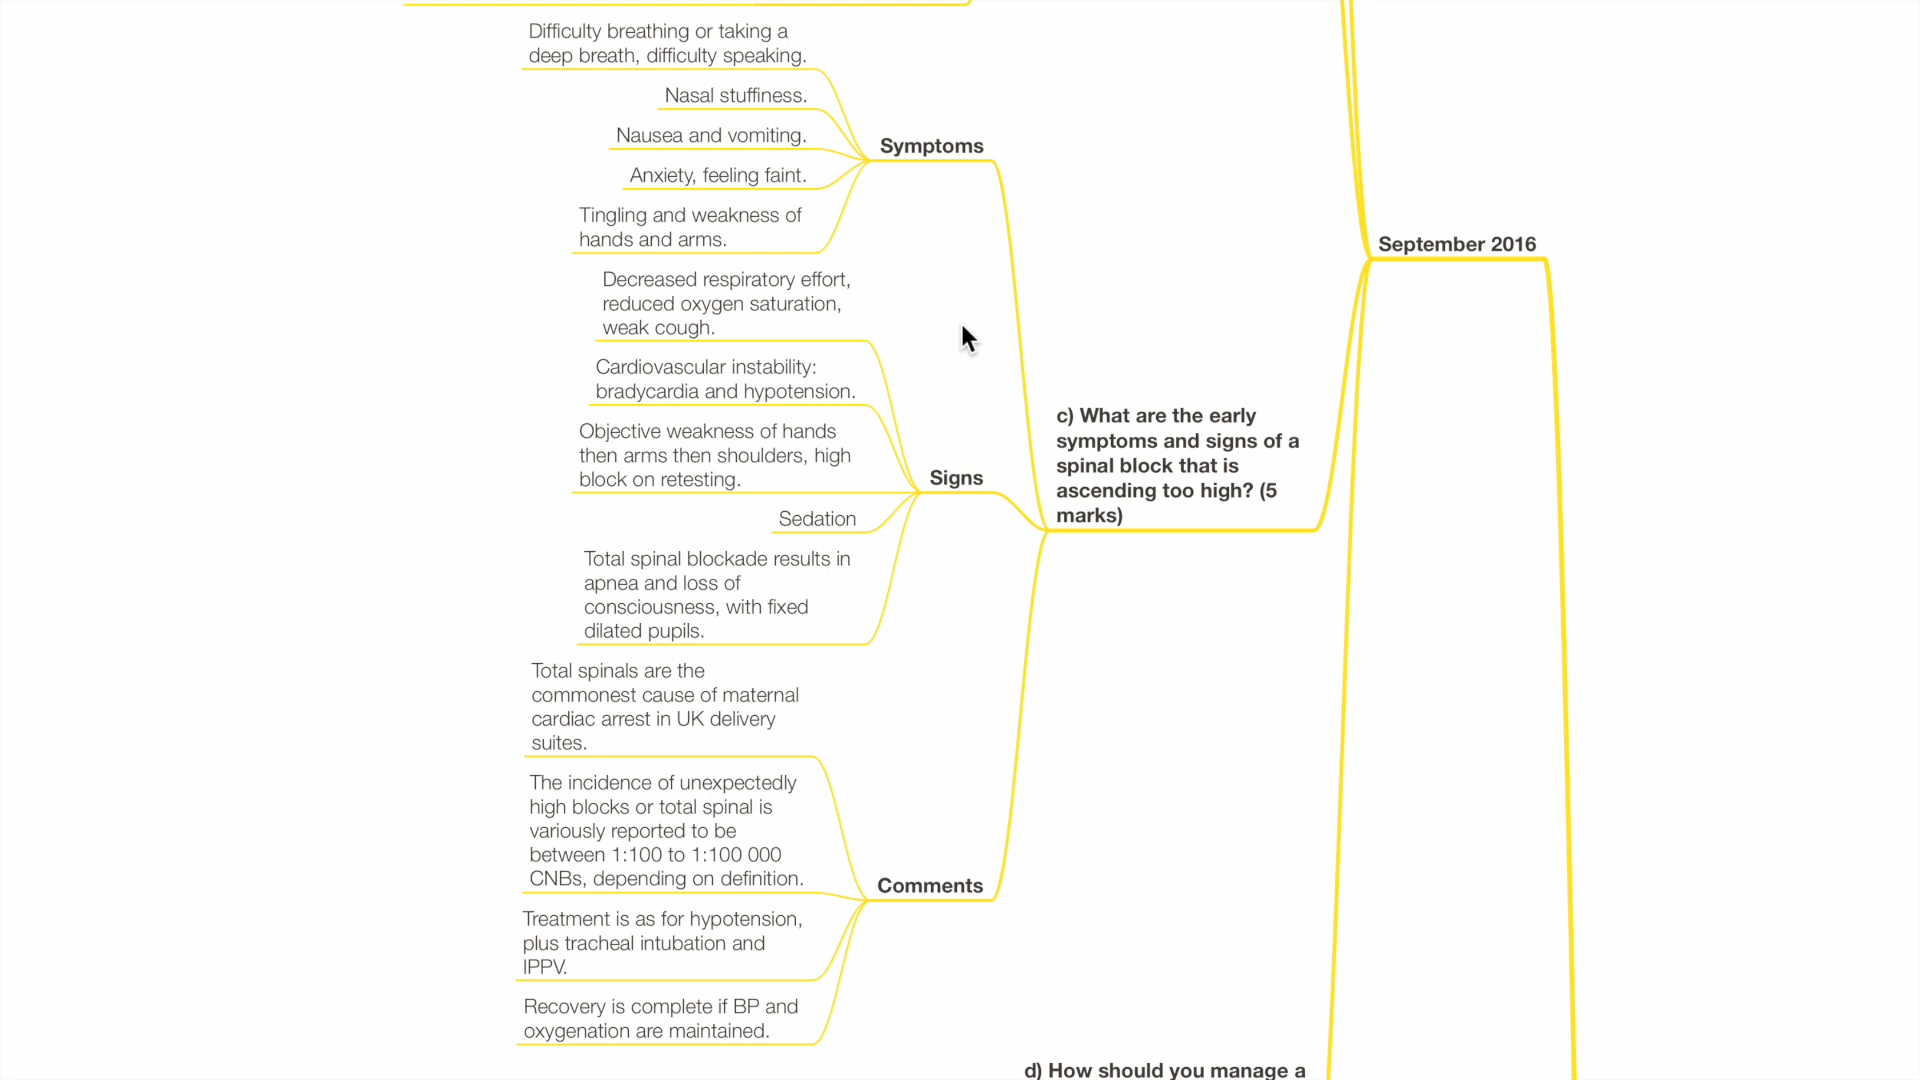 Difficulty breathing or taking a
deep breath, difficulty speaking.
Nasal stuffiness.
Nausea and vomiting.
Anxiety, feeling faint.
Tingling and weakness of
hands and arms.
Symptoms
Decreased respiratory effort,
reduced oxygen saturation,
weak cough.
Cardiovascular instability:
bradycardia and hypotension.
Objective weakness of hands
then arms then shoulders, high
block on retesting.
Sedation
Total spinal blockade results in
apnea and loss of
consciousness, with fixed
dilated pupils.
Signs
Total spinals are the
commonest cause of maternal
cardiac arrest in UK delivery
suites.
The incidence of unexpectedly
high blocks or total spinal is
variously reported to be
between 1:100 to 1:100 000
CNBs, depending on definition.
Treatment is as for hypotension,
plus tracheal intubation and
IPPV.
Recovery is complete if BP and
oxygenation are maintained.
Comments
c) What are the early
symptoms and signs of a
spinal block that is
ascending too high? (5
marks)
d) How should you manage a
September 2016